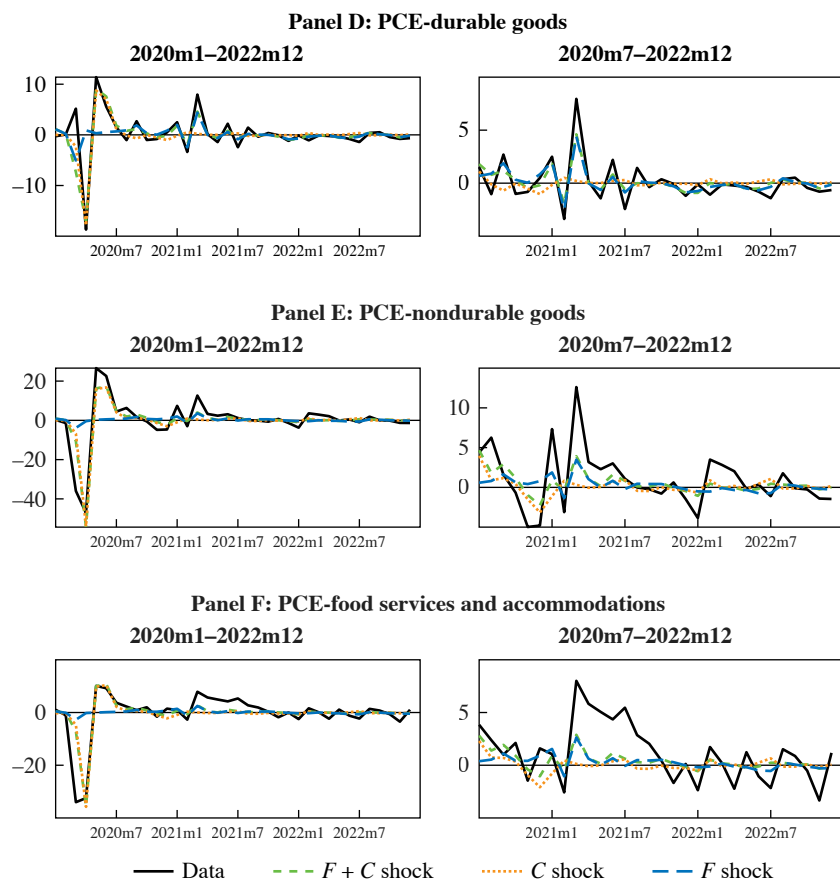 Panel D: PCE-durable goods
2020m1–2022m12
2020m7–2022m12
10
0
−10
2020m7 2021m1 2021m7 2022m1 2022m7
5
0
2021m1 2021m7 2022m1 2022m7
Panel E: PCE-nondurable goods
2020m1–2022m12
2020m7–2022m12
20
0
−20
−40
2020m7 2021m1 2021m7 2022m1 2022m7
10
5
0
2021m1 2021m7 2022m1 2022m7
Panel F: PCE-food services and accommodations
2020m1–2022m12
2020m7–2022m12
0
−20
2020m7 2021m1 2021m7 2022m1 2022m7
5
0
2021m1 2021m7 2022m1 2022m7
Data F + C shock C shock F shock